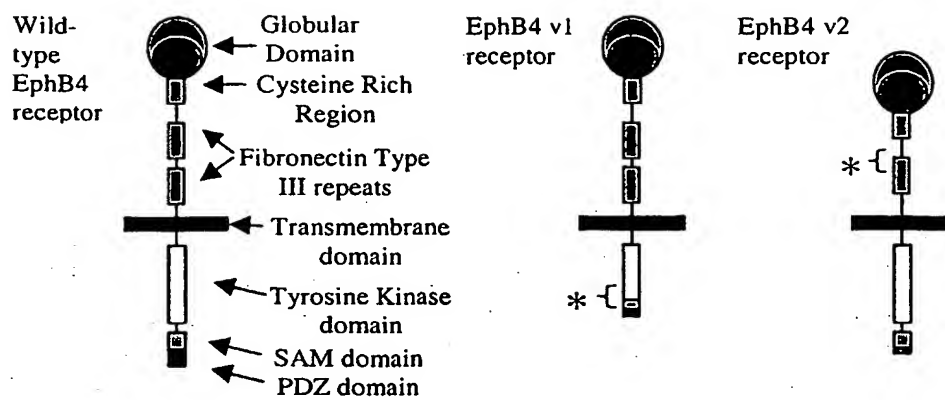 Wild-
type
EphB4
receptor
Globular
Domain
Cysteine Rich
Region
Fibronectin Type
III repeats
Transmembrane
domain
Tyrosine Kinase
domain
SAM domain
PDZ domain
EphB4 v1
receptor
*
EphB4 v2
receptor
*